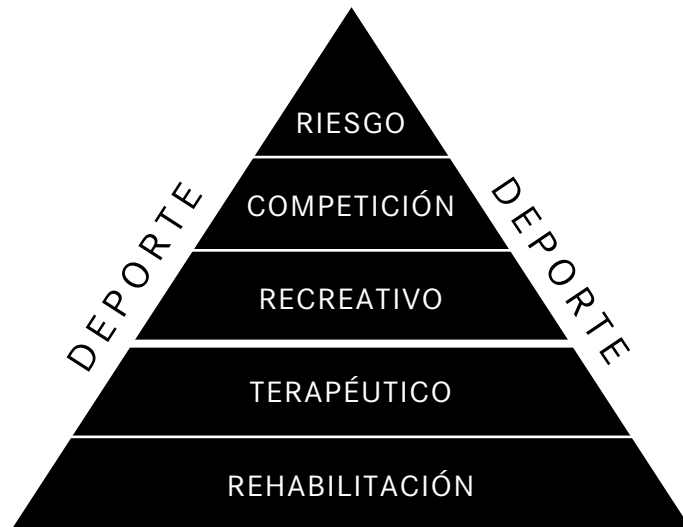 RIESGO
COMPETICIÓN
DEPORTE
DEPORTE
RECREATIVO
TERAPÉUTICO
REHABILITACIÓN